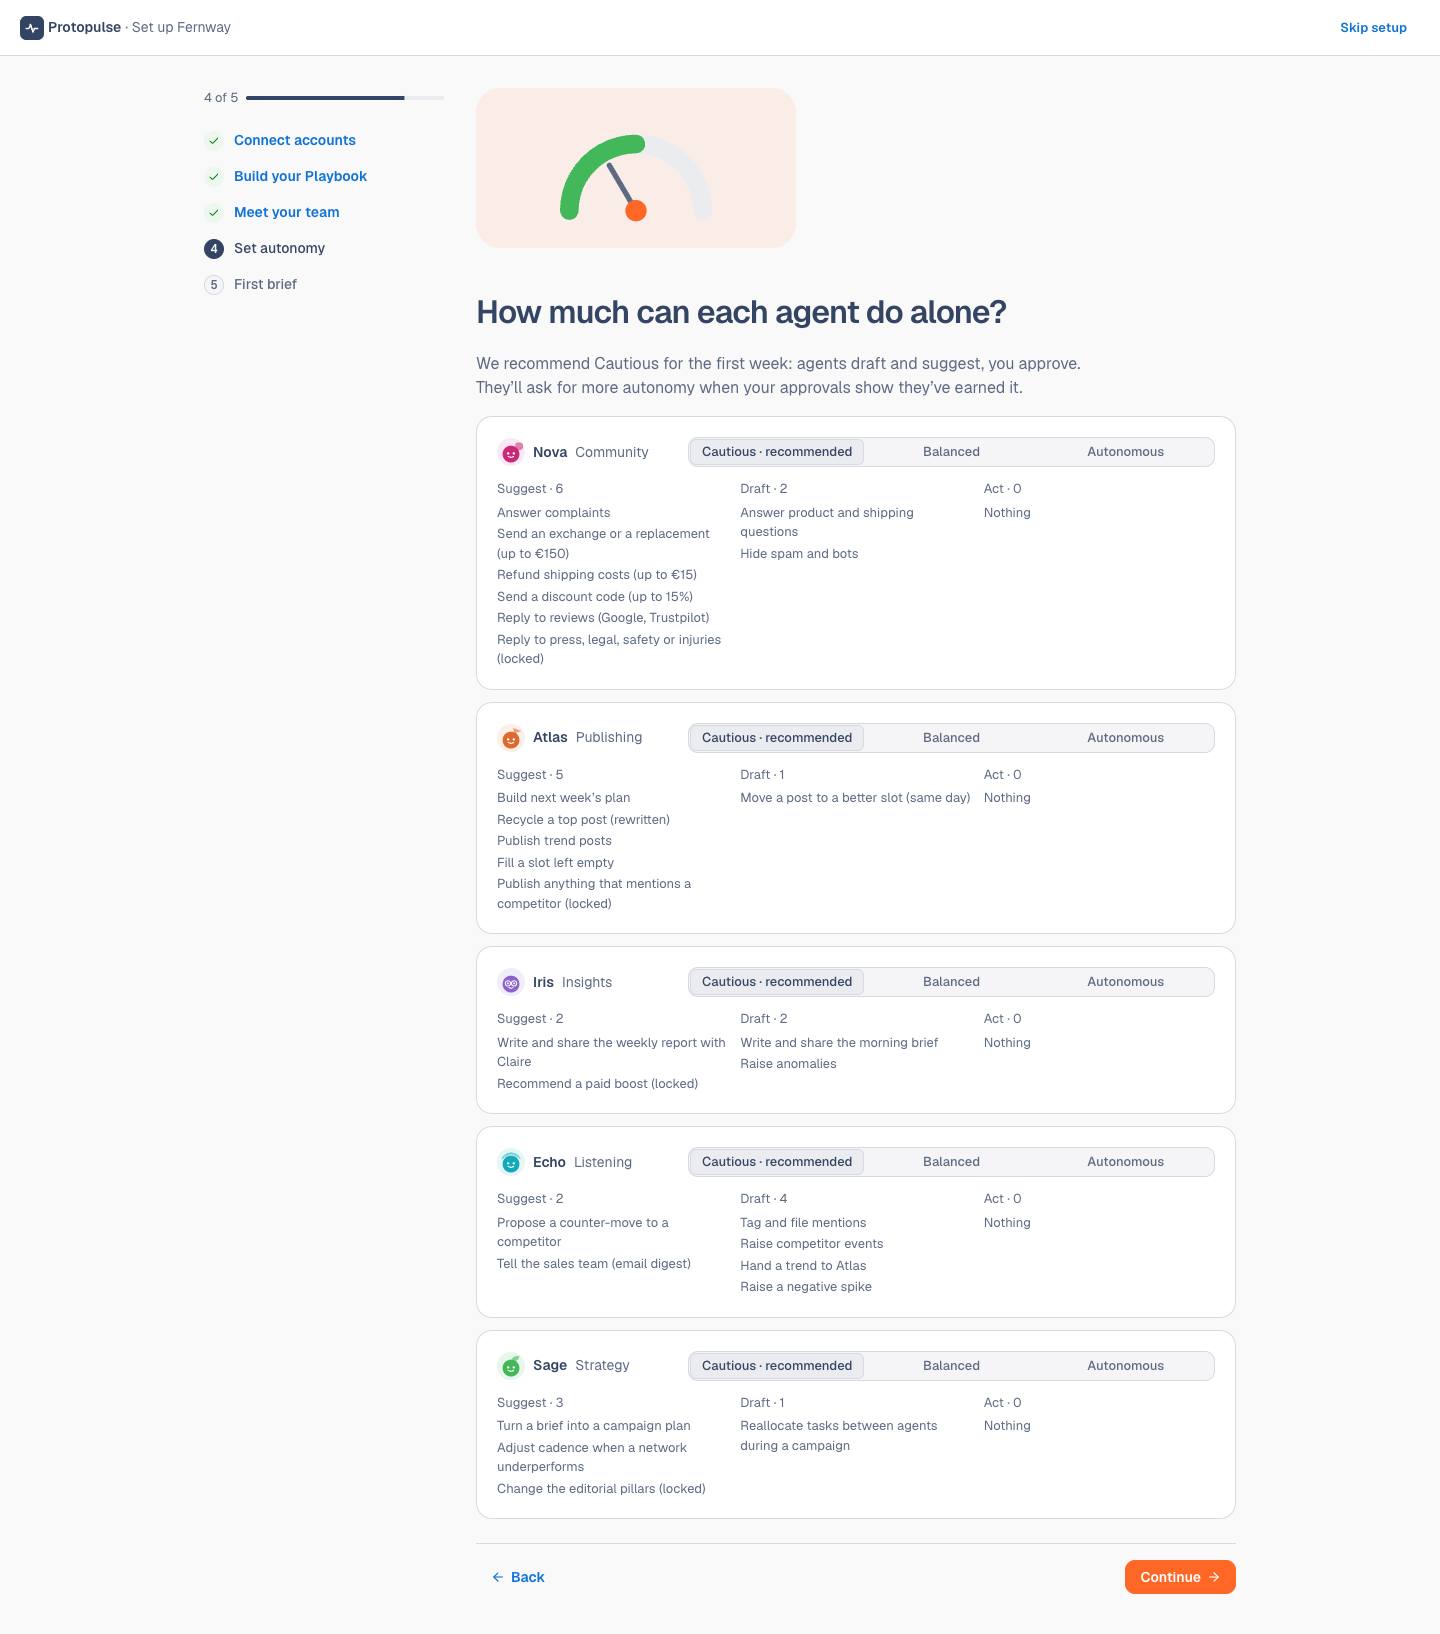 Protopulse · Set up Fernway
Skip setup
4 of 5
Connect accounts
Build your Playbook
Meet your team
4 Set autonomy
5 First brief
How much can each agent do alone?
We recommend Cautious for the first week: agents draft and suggest, you approve.
They’ll ask for more autonomy when your approvals show they’ve earned it.
Nova Community
Cautious · recommended
Balanced
Autonomous
Suggest · 6
Answer complaints
Send an exchange or a replacement
(up to €150)
Refund shipping costs (up to €15)
Send a discount code (up to 15%)
Reply to reviews (Google, Trustpilot)
Reply to press, legal, safety or injuries
(locked)
Draft · 2
Answer product and shipping
questions
Hide spam and bots
Act · 0
Nothing
Atlas Publishing
Cautious · recommended
Balanced
Autonomous
Suggest · 5
Build next week’s plan
Recycle a top post (rewritten)
Publish trend posts
Fill a slot left empty
Publish anything that mentions a
competitor (locked)
Draft · 1
Move a post to a better slot (same day)
Act · 0
Nothing
Iris Insights
Cautious · recommended
Balanced
Autonomous
Suggest · 2
Write and share the weekly report with
Claire
Recommend a paid boost (locked)
Draft · 2
Write and share the morning brief
Raise anomalies
Act · 0
Nothing
Echo Listening
Cautious · recommended
Balanced
Autonomous
Suggest · 2
Propose a counter-move to a
competitor
Tell the sales team (email digest)
Draft · 4
Tag and file mentions
Raise competitor events
Hand a trend to Atlas
Raise a negative spike
Act · 0
Nothing
Sage Strategy
Cautious · recommended
Balanced
Autonomous
Suggest · 3
Turn a brief into a campaign plan
Adjust cadence when a network
underperforms
Change the editorial pillars (locked)
Draft · 1
Reallocate tasks between agents
during a campaign
Act · 0
Nothing
Back
Continue